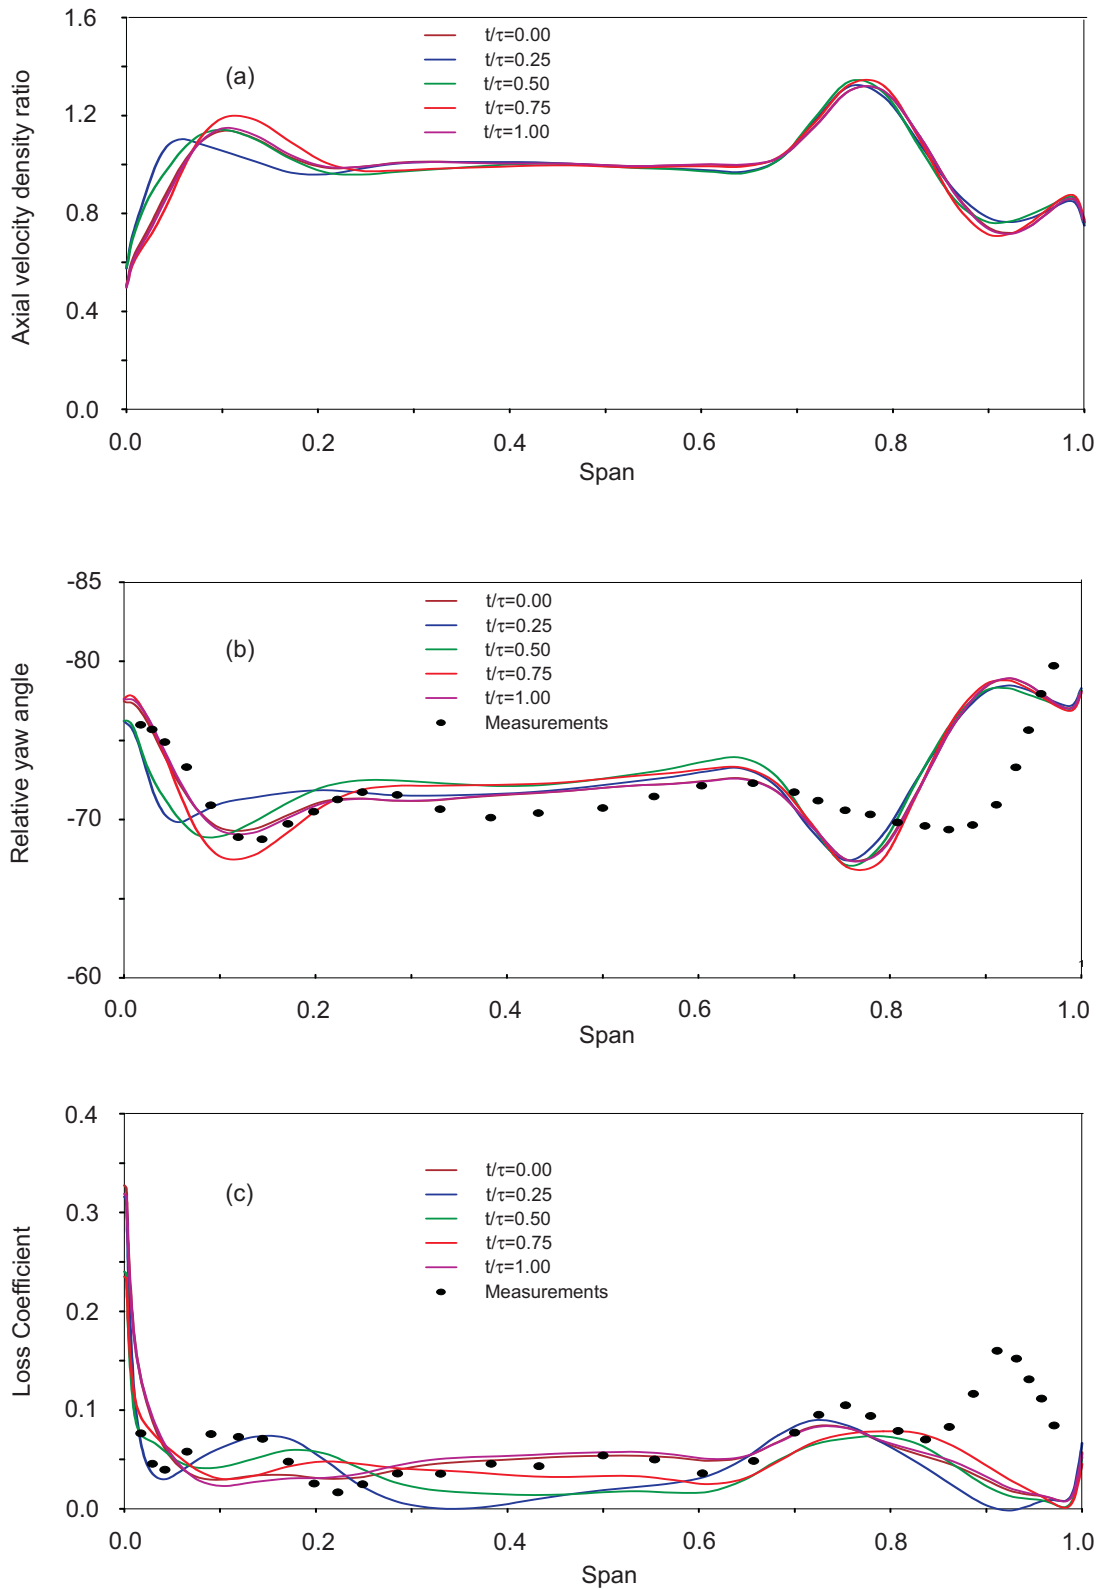 1.6
1.2
0.8
0.4
0.0
Axial velocity density ratio
(a)
t/τ=0.00
t/τ=0.25
t/τ=0.50
t/τ=0.75
t/τ=1.00
0.0 0.2 0.4 0.6 0.8 1.0
Span
-85
-80
-70
-60
Relative yaw angle
(b)
t/τ=0.00
t/τ=0.25
t/τ=0.50
t/τ=0.75
t/τ=1.00
Measurements
0.0 0.2 0.4 0.6 0.8 1.0
Span
0.4
0.3
0.2
0.1
0.0
Loss Coefficient
(c)
t/τ=0.00
t/τ=0.25
t/τ=0.50
t/τ=0.75
t/τ=1.00
Measurements
0.0 0.2 0.4 0.6 0.8 1.0
Span